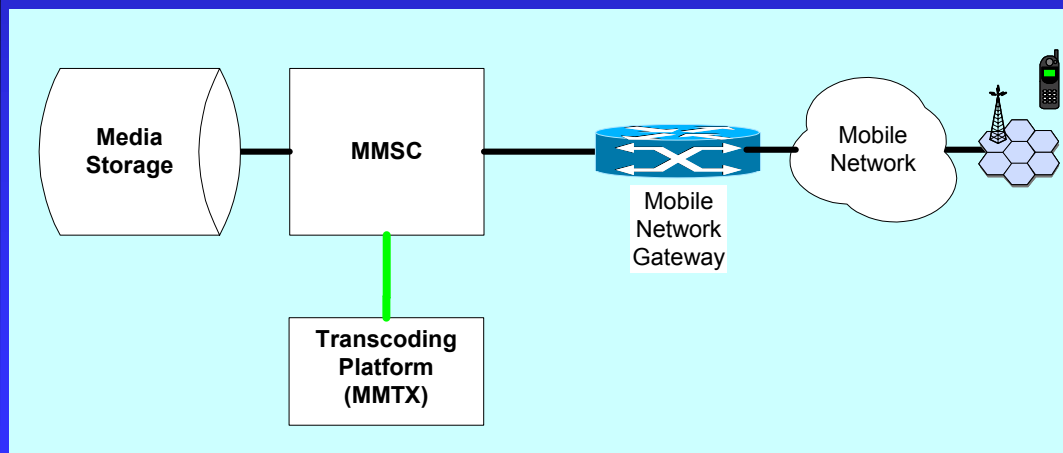 Media
Storage
MMSC
Mobile
Network
Gateway
Mobile
Network
Transcoding
Platform
(MMTX)